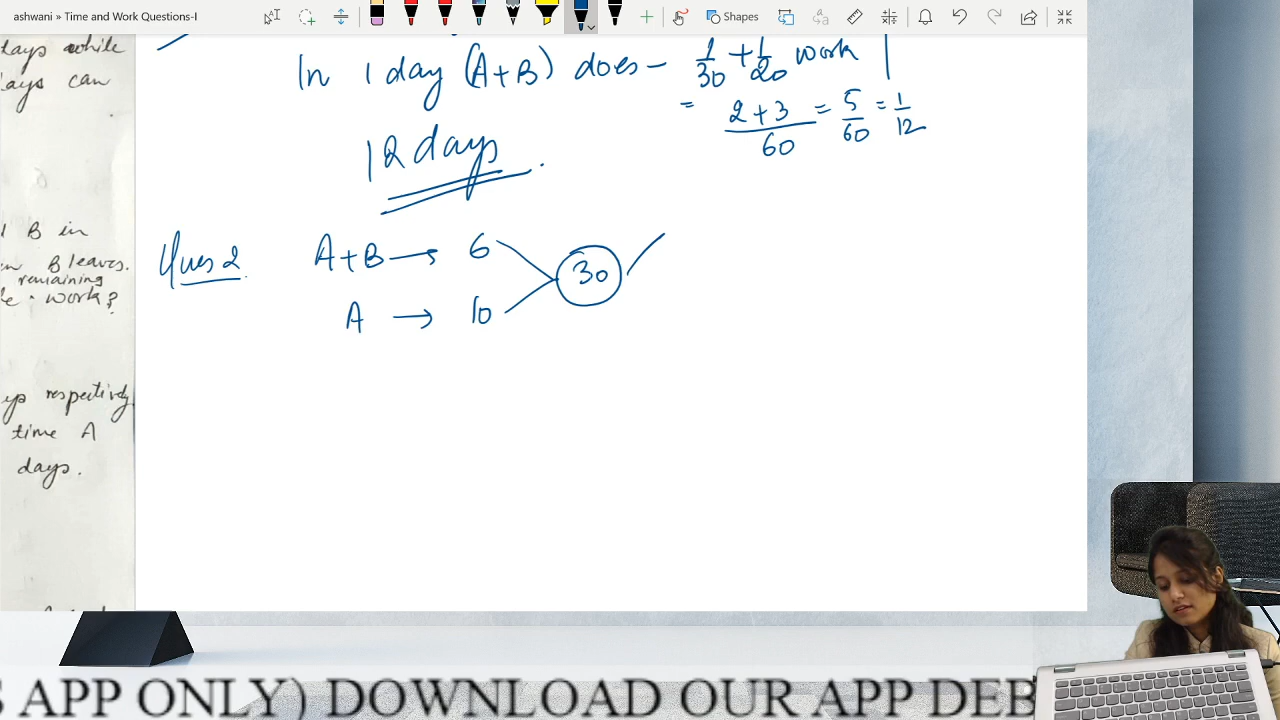 ashwani » Time and Work Questions-I
Shapes
days while
days can
B in
B leaves.
remaining
work?
respectively
time A
days.
In 1 day (A+B) does - 1/30 + 1/20 work
= 2+3/60 = 5/60 = 1/12
12 days.
Ques 2 A+B → 6
30
A → 10
APP ONLY) DOWNLOAD OUR APP DEB